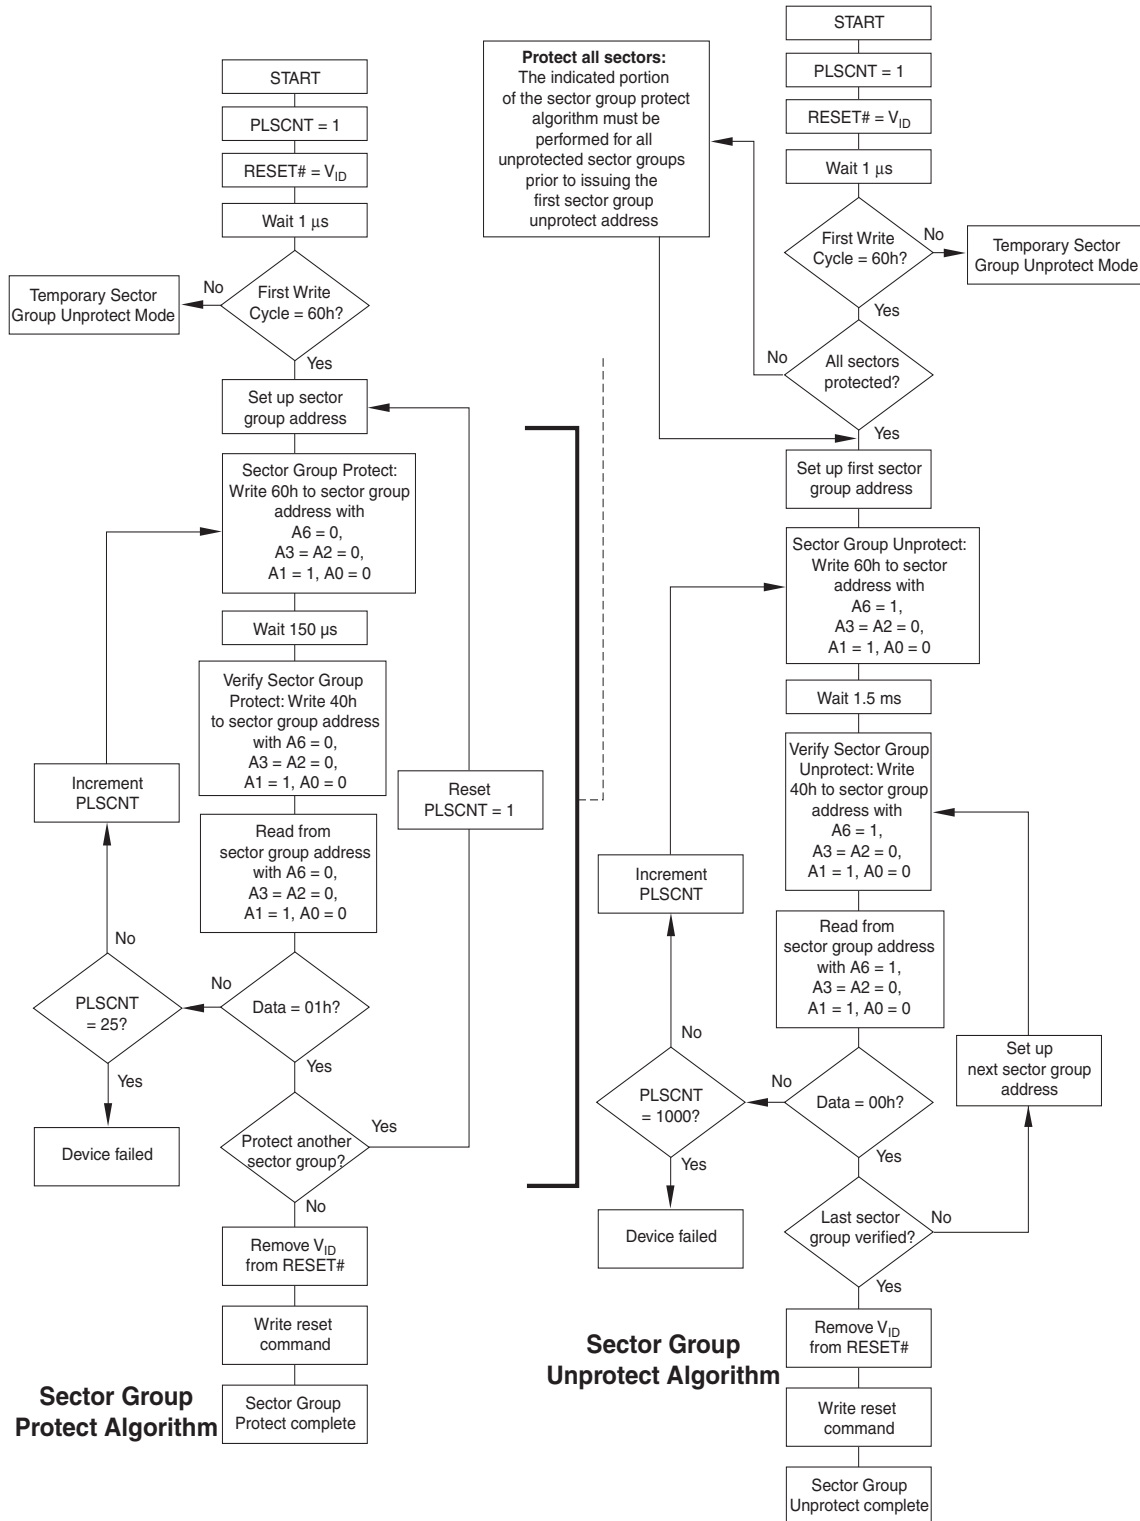 START
PLSCNT = 1
RESET# = VID
Wait 1 μs
First Write
Cycle = 60h?
No
Temporary Sector
Group Unprotect Mode
Yes
Set up sector
group address
Sector Group Protect:
Write 60h to sector group
address with
A6 = 0,
A3 = A2 = 0,
A1 = 1, A0 = 0
Wait 150 µs
Verify Sector Group
Protect: Write 40h
to sector group address
with A6 = 0,
A3 = A2 = 0,
A1 = 1, A0 = 0
Increment
PLSCNT
Reset
PLSCNT = 1
Read from
sector group address
with A6 = 0,
A3 = A2 = 0,
A1 = 1, A0 = 0
No
No
PLSCNT
= 25?
Data = 01h?
Yes
Yes
Device failed
Protect another
sector group?
Yes
No
Remove VID
from RESET#
Write reset
command
Sector Group
Protect complete
Sector Group
Protect Algorithm
Protect all sectors:
The indicated portion
of the sector group protect
algorithm must be
performed for all
unprotected sector groups
prior to issuing the
first sector group
unprotect address
START
PLSCNT = 1
RESET# = VID
Wait 1 μs
First Write
Cycle = 60h?
No
Temporary Sector
Group Unprotect Mode
Yes
No
All sectors
protected?
Yes
Set up first sector
group address
Sector Group Unprotect:
Write 60h to sector
address with
A6 = 1,
A3 = A2 = 0,
A1 = 1, A0 = 0
Wait 1.5 ms
Verify Sector Group
Unprotect: Write
40h to sector group
address with
A6 = 1,
A3 = A2 = 0,
A1 = 1, A0 = 0
Increment
PLSCNT
Read from
sector group address
with A6 = 1,
A3 = A2 = 0,
A1 = 1, A0 = 0
No
No
PLSCNT
= 1000?
Data = 00h?
Set up
next sector group
address
Yes
Yes
Device failed
Last sector
group verified?
No
Yes
Remove VID
from RESET#
Write reset
command
Sector Group
Unprotect complete
Sector Group
Unprotect Algorithm